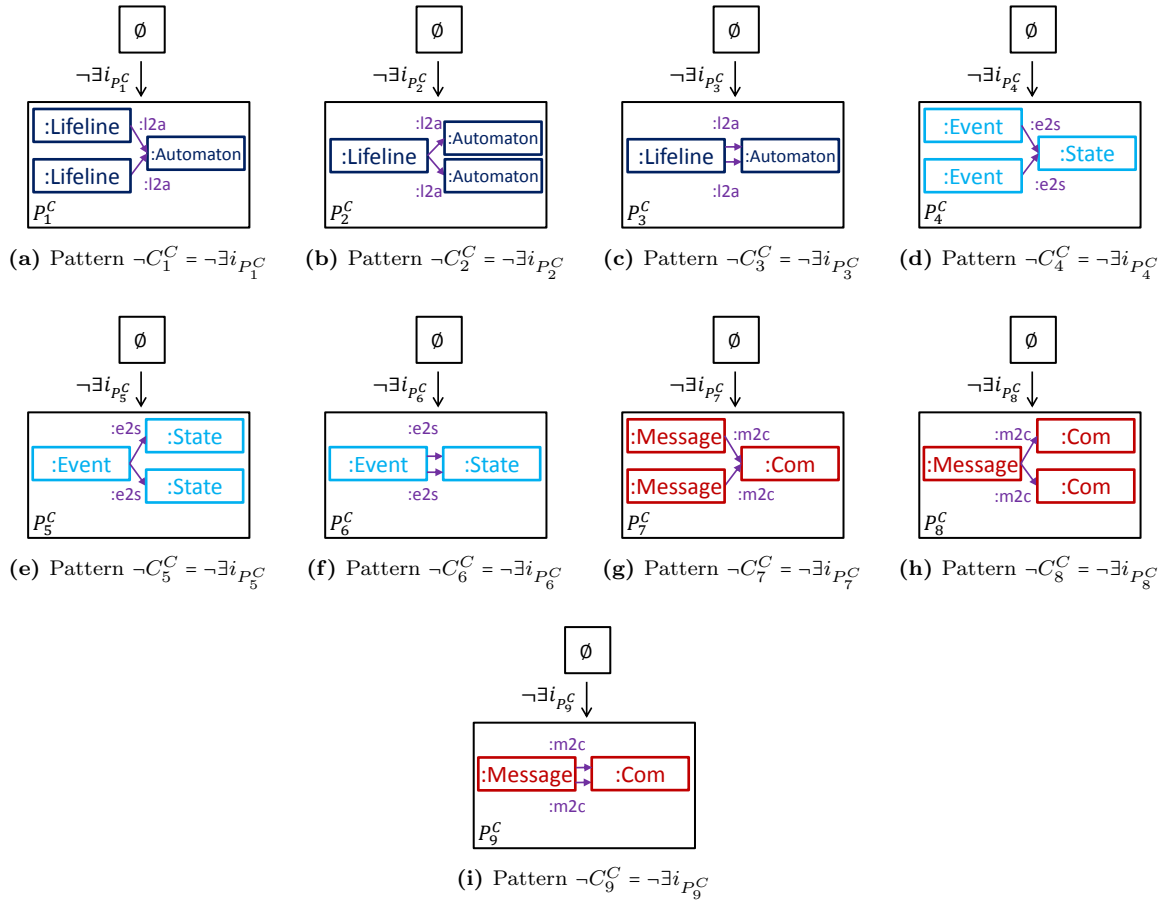 ∅ ∅ ∅ ∅
¬∃i_{P_1^C} ¬∃i_{P_2^C} ¬∃i_{P_3^C} ¬∃i_{P_4^C}
:Lifeline :l2a :l2a :l2a :Event :e2s
:Automaton :Lifeline :Automaton :Lifeline :Automaton :State
:Lifeline :l2a :l2a :Automaton :l2a :Event :e2s
P_1^C P_2^C P_3^C P_4^C
(a) Pattern ¬C_1^C = ¬∃i_{P_1^C} (b) Pattern ¬C_2^C = ¬∃i_{P_2^C} (c) Pattern ¬C_3^C = ¬∃i_{P_3^C} (d) Pattern ¬C_4^C = ¬∃i_{P_4^C}
∅ ∅ ∅ ∅
¬∃i_{P_5^C} ¬∃i_{P_6^C} ¬∃i_{P_7^C} ¬∃i_{P_8^C}
:e2s :State :e2s :Message :m2c :m2c :Com
:Event :Event :State :Com :Message
:e2s :State :e2s :Message :m2c :m2c :Com
P_5^C P_6^C P_7^C P_8^C
(e) Pattern ¬C_5^C = ¬∃i_{P_5^C} (f) Pattern ¬C_6^C = ¬∃i_{P_6^C} (g) Pattern ¬C_7^C = ¬∃i_{P_7^C} (h) Pattern ¬C_8^C = ¬∃i_{P_8^C}
∅
¬∃i_{P_9^C}
:m2c
:Message :Com
:m2c
P_9^C
(i) Pattern ¬C_9^C = ¬∃i_{P_9^C}